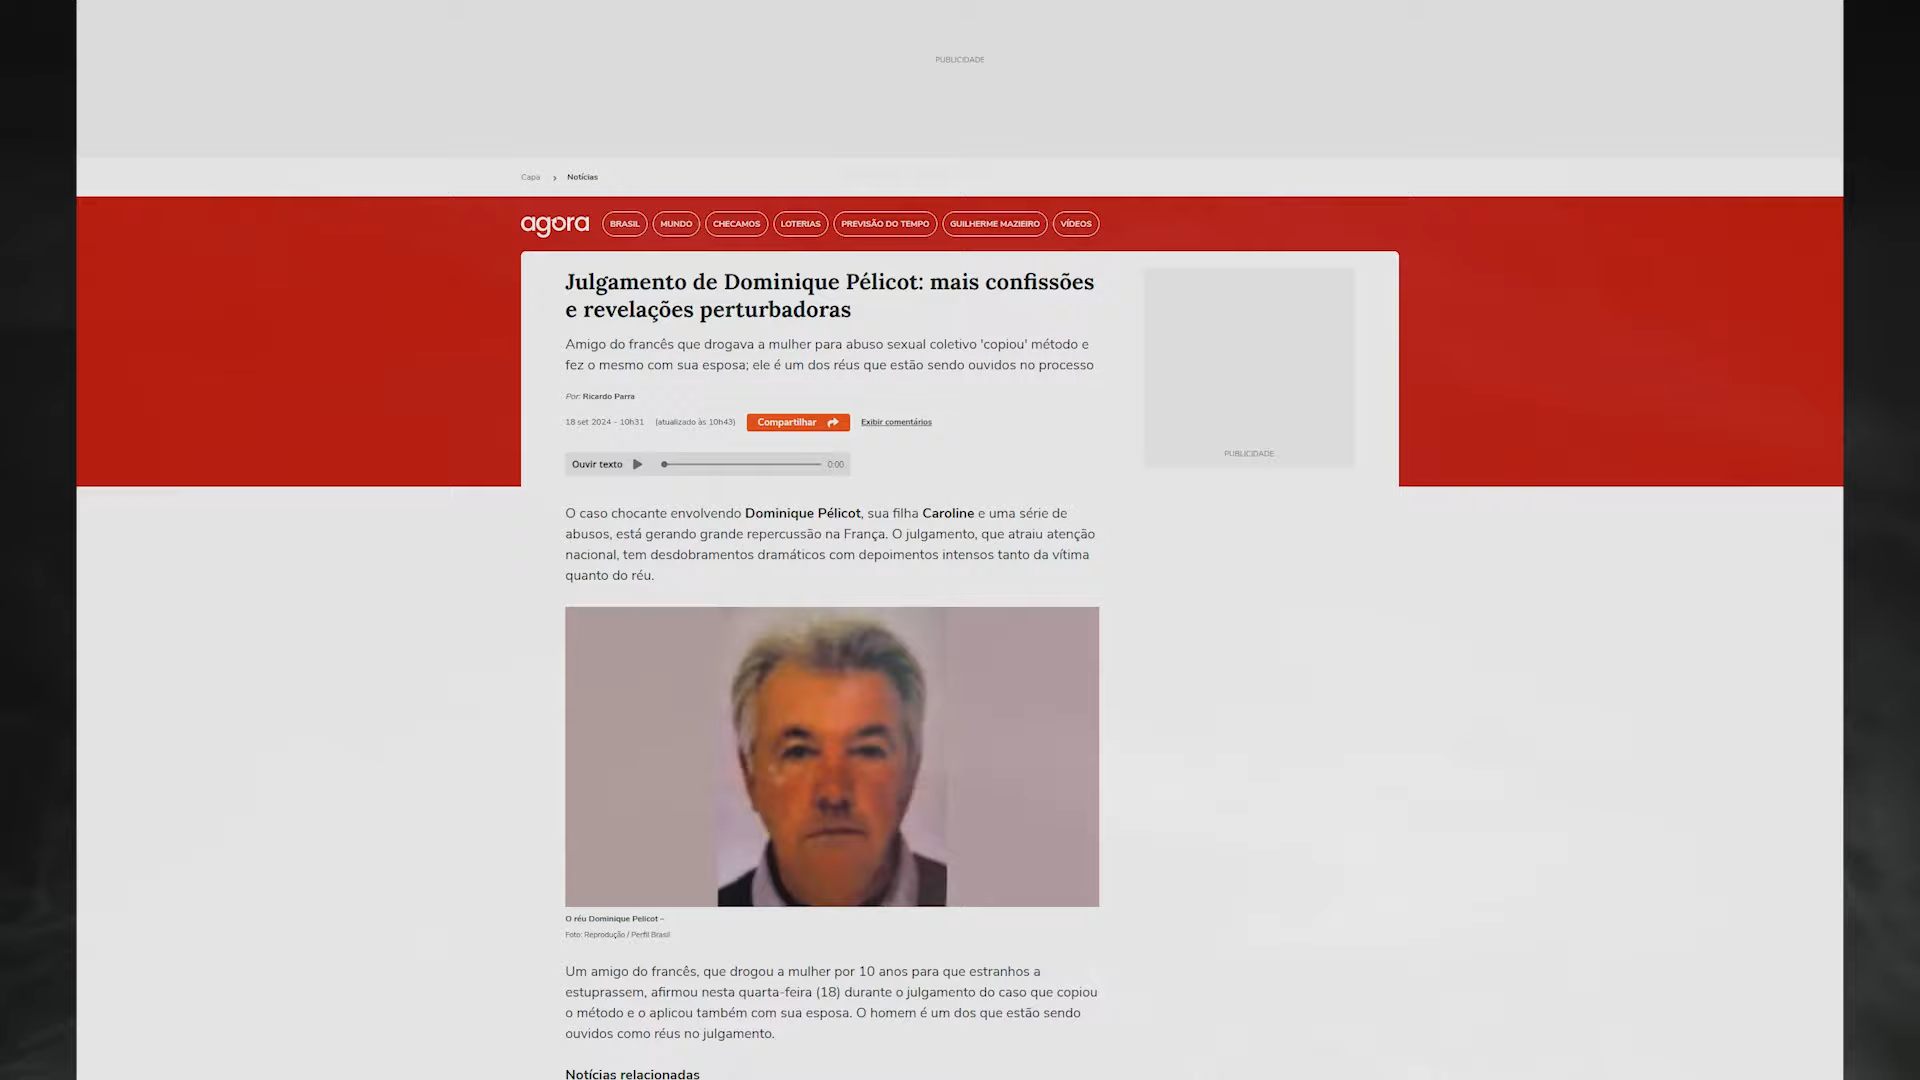 PUBLICIDADE
Capa › Notícias
agora BRASIL MUNDO CHECAMOS LOTERIAS PREVISÃO DO TEMPO GUILHERME MAZIEIRO VÍDEOS
Julgamento de Dominique Pélicot: mais confissões
e revelações perturbadoras
Amigo do francês que drogava a mulher para abuso sexual coletivo 'copiou' método e
fez o mesmo com sua esposa; ele é um dos réus que estão sendo ouvidos no processo
Por: Ricardo Parra
18 set 2024 - 10h31 (atualizado às 10h43) Compartilhar Exibir comentários
PUBLICIDADE
Ouvir texto 0:00
O caso chocante envolvendo Dominique Pélicot, sua filha Caroline e uma série de
abusos, está gerando grande repercussão na França. O julgamento, que atraiu atenção
nacional, tem desdobramentos dramáticos com depoimentos intensos tanto da vítima
quanto do réu.
O réu Dominique Pelicot –
Foto: Reprodução / Perfil Brasil
Um amigo do francês, que drogou a mulher por 10 anos para que estranhos a
estuprassem, afirmou nesta quarta-feira (18) durante o julgamento do caso que copiou
o método e o aplicou também com sua esposa. O homem é um dos que estão sendo
ouvidos como réus no julgamento.
Notícias relacionadas